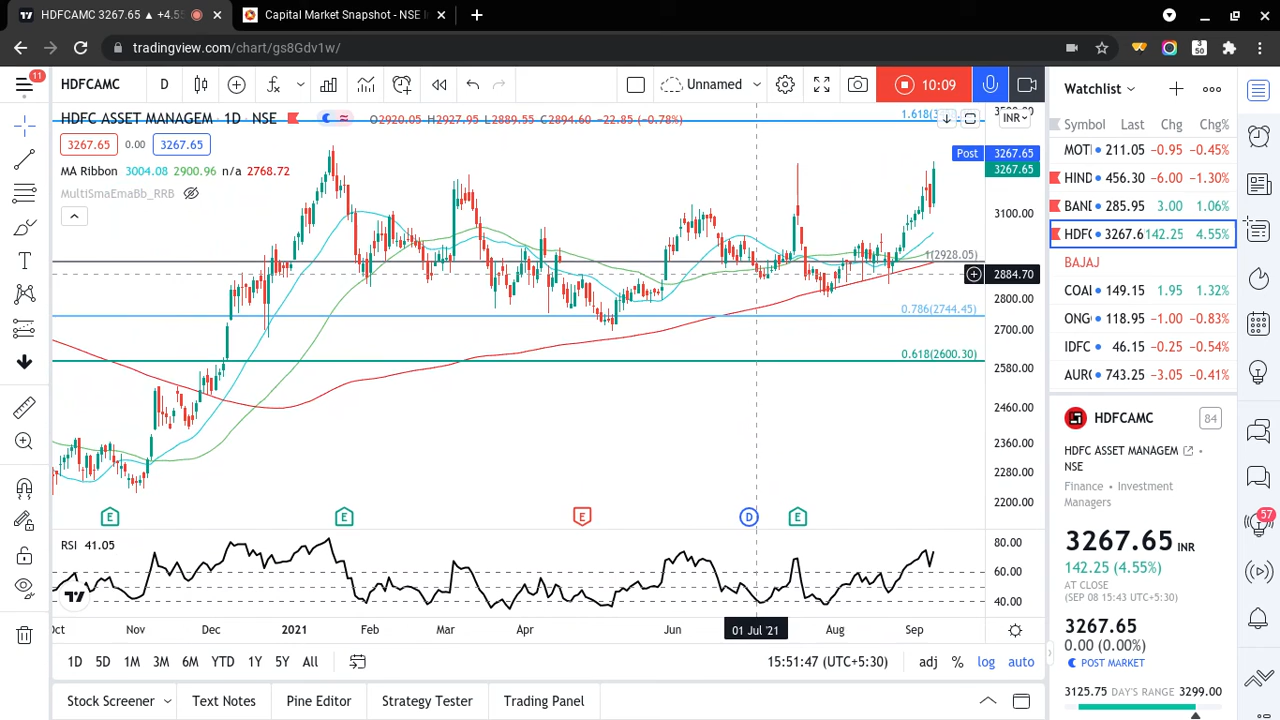 HDFCAMC 3267.65 ▲ +4.55
Capital Market Snapshot - NSE
tradingview.com/chart/gs8Gdv1w/
50
11
HDFCAMC
D
Unnamed
10:09
HDFC ASSET MANAGEM · 1D · NSE
O2920.05 H2927.95 L2889.55 C2894.60 −22.85 (−0.78%)
3267.65 0.00 3267.65
MA Ribbon 3004.08 2900.96 n/a 2768.72
MultiSmaEmaBb_RRB
INR
Post 3267.65
3267.65
3100.00
1(2928.05)
2884.70
2800.00
0.786(2744.45)
2700.00
0.618(2600.30)
2580.00
2460.00
2360.00
2280.00
2200.00
E E E D E
RSI 41.05
80.00
60.00
40.00
Oct Nov Dec 2021 Feb Mar Apr Jun 01 Jul '21 Aug Sep
1D 5D 1M 3M 6M YTD 1Y 5Y All
15:51:47 (UTC+5:30)
adj % log auto
Stock Screener Text Notes Pine Editor Strategy Tester Trading Panel
Watchlist
Symbol Last Chg Chg%
MOT 211.05 −0.95 −0.45%
HIND 456.30 −6.00 −1.30%
BAND 285.95 3.00 1.06%
HDFC 3267.6 142.25 4.55%
BAJAJ
COAL 149.15 1.95 1.32%
ONG 118.95 −1.00 −0.83%
IDFC 46.15 −0.25 −0.54%
AURO 743.25 −3.05 −0.41%
HDFCAMC
84
HDFC ASSET MANAGEM •
NSE
Finance • Investment
Managers
3267.65 INR
142.25 (4.55%)
AT CLOSE
(SEP 08 15:43 UTC+5:30)
3267.65
0.00 (0.00%)
POST MARKET
3125.75 DAY'S RANGE 3299.00
57